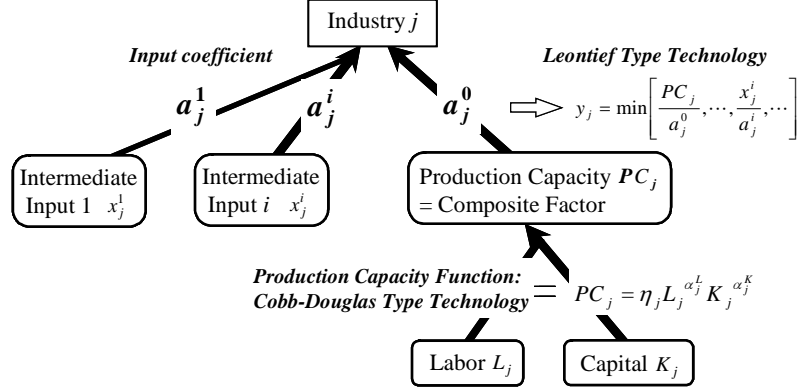 Industry j
Input coefficient
Leontief Type Technology
a_j^1
a_j^i
a_j^0
y_j = min[PC_j / a_j^0, ⋯, x_j^i / a_j^i, ⋯]
Intermediate
Input 1 x_j^1
Intermediate
Input i x_j^i
Production Capacity PC_j
= Composite Factor
Production Capacity Function:
Cobb-Douglas Type Technology
PC_j = η_j L_j^{α_j^L} K_j^{α_j^K}
Labor L_j
Capital K_j